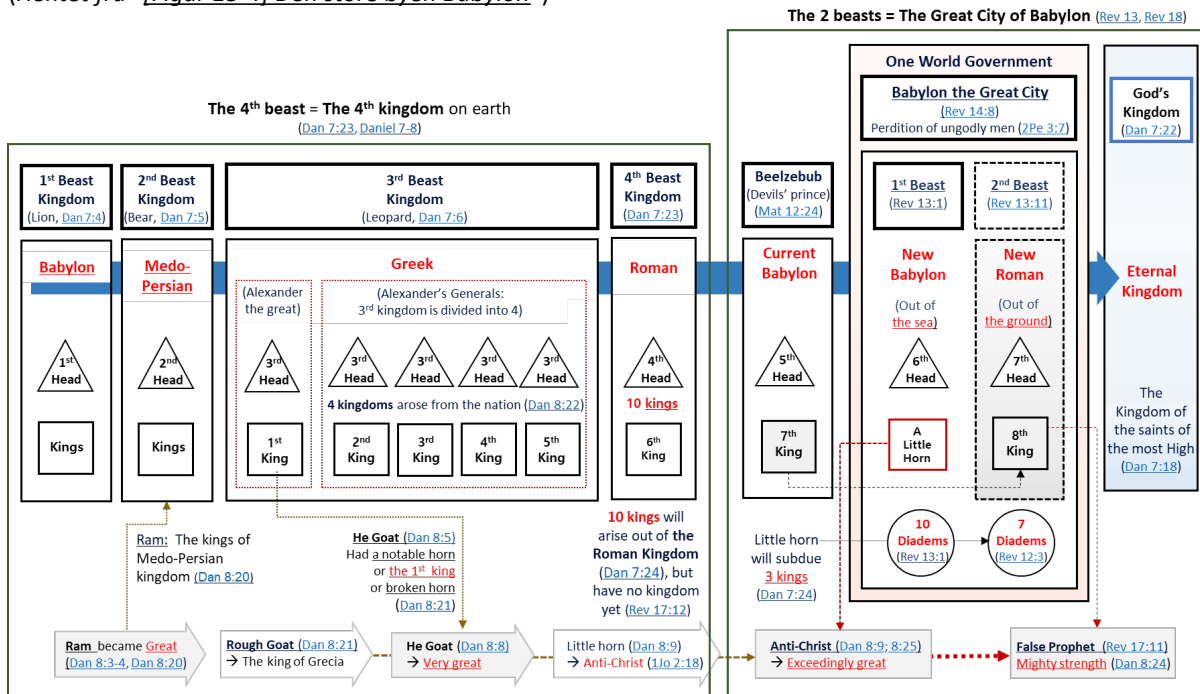 (Hentet fra "[Figur 18-4] Den store byen Babylon")
The 2 beasts = The Great City of Babylon (Rev 13, Rev 18)
The 4th beast = The 4th kingdom on earth
(Dan 7:23, Daniel 7-8)
One World Government
Babylon the Great City
(Rev 14:8)
Perdition of ungodly men (2Pe 3:7)
God's
Kingdom
(Dan 7:22)
1st Beast
Kingdom
(Lion, Dan 7:4)
2nd Beast
Kingdom
(Bear, Dan 7:5)
3rd Beast
Kingdom
(Leopard, Dan 7:6)
4th Beast
Kingdom
(Dan 7:23)
Beelzebub
(Devils' prince)
(Mat 12:24)
1st Beast
(Rev 13:1)
2nd Beast
(Rev 13:11)
Babylon
Medo-
Persian
Greek
(Alexander
the great)
(Alexander's Generals:
3rd kingdom is divided into 4)
Roman
Current
Babylon
New
Babylon
(Out of
the sea)
New
Roman
(Out of
the ground)
Eternal
Kingdom
1st
Head
2nd
Head
3rd
Head
3rd
Head
3rd
Head
3rd
Head
3rd
Head
4th
Head
5th
Head
6th
Head
7th
Head
4 kingdoms arose from the nation (Dan 8:22)
10 kings
Kings
Kings
1st
King
2nd
King
3rd
King
4th
King
5th
King
6th
King
7th
King
A
Little
Horn
8th
King
The
Kingdom of
the saints of
the most High
(Dan 7:18)
Ram: The kings of
Medo-Persian
kingdom (Dan 8:20)
He Goat (Dan 8:5)
Had a notable horn
or the 1st king
or broken horn
(Dan 8:21)
10 kings will
arise out of
the Roman Kingdom
(Dan 7:24), but
have no kingdom
yet (Rev 17:12)
Little horn
will subdue
3 kings
(Dan 7:24)
10
Diadems
(Rev 13:1)
7
Diadems
(Rev 12:3)
Ram became Great
(Dan 8:3-4, Dan 8:20)
Rough Goat (Dan 8:21)
→ The king of Grecia
He Goat (Dan 8:8)
→ Very great
Little horn (Dan 8:9)
→ Anti-Christ (1Jo 2:18)
Anti-Christ (Dan 8:9; 8:25)
→ Exceedingly great
False Prophet (Rev 17:11)
Mighty strength (Dan 8:24)